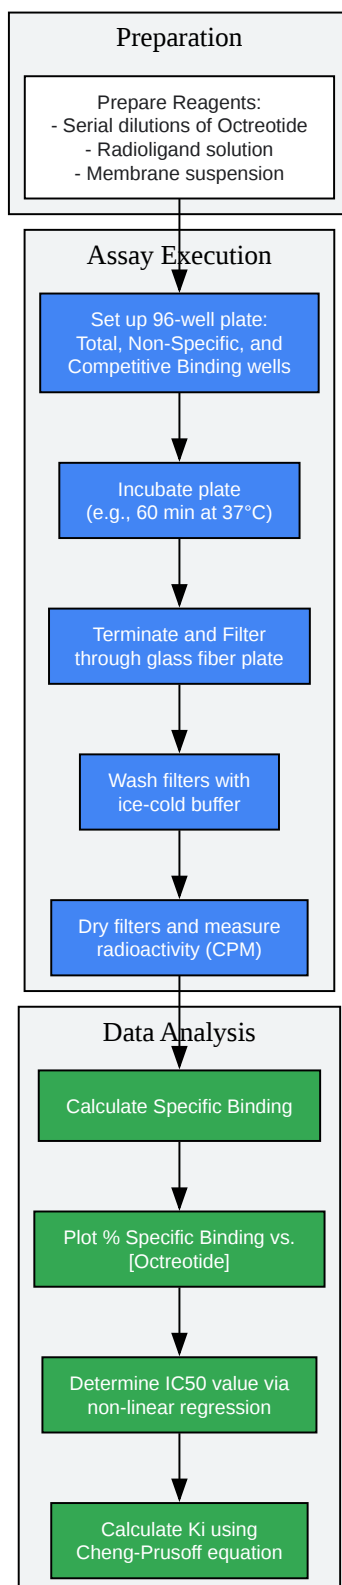 Preparation
Prepare Reagents:
- Serial dilutions of Octreotide
- Radioligand solution
- Membrane suspension
Assay Execution
Set up 96-well plate:
Total, Non-Specific, and
Competitive Binding wells
Incubate plate
(e.g., 60 min at 37°C)
Terminate and Filter
through glass fiber plate
Wash filters with
ice-cold buffer
Dry filters and measure
radioactivity (CPM)
Data Analysis
Calculate Specific Binding
Plot % Specific Binding vs.
[Octreotide]
Determine IC50 value via
non-linear regression
Calculate Ki using
Cheng-Prusoff equation